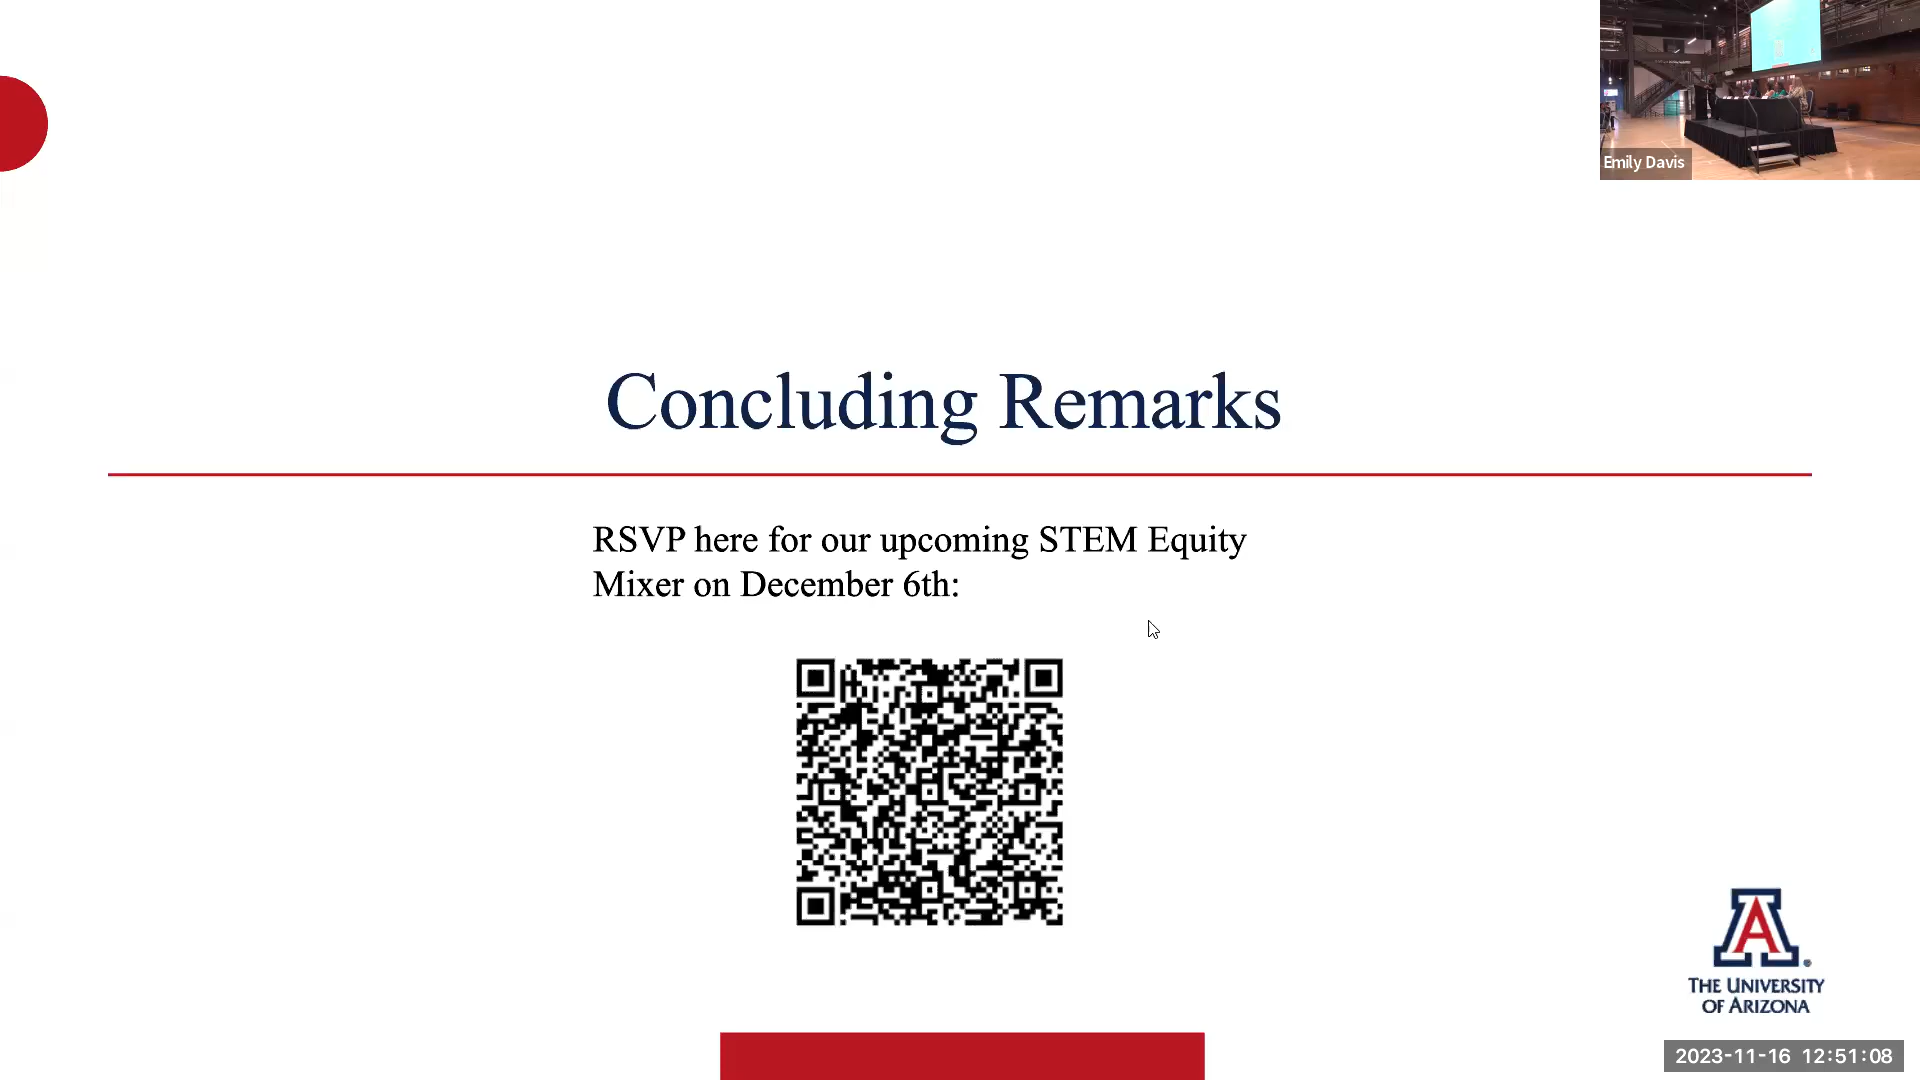 Emily Davis
Concluding Remarks
RSVP here for our upcoming STEM Equity
Mixer on December 6th:
A
THE UNIVERSITY
OF ARIZONA
2023-11-16 12:51:08